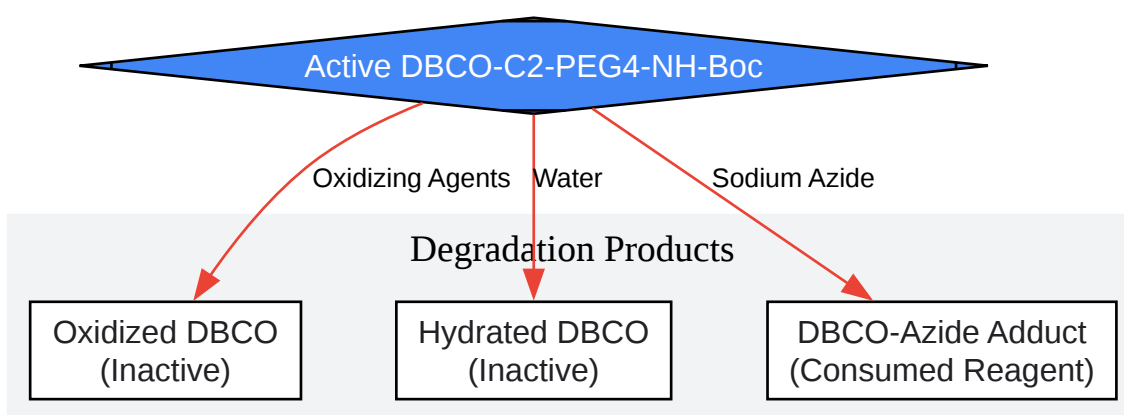 Active DBCO-C2-PEG4-NH-Boc
Oxidizing Agents
Water
Sodium Azide
Degradation Products
Oxidized DBCO
(Inactive)
Hydrated DBCO
(Inactive)
DBCO-Azide Adduct
(Consumed Reagent)